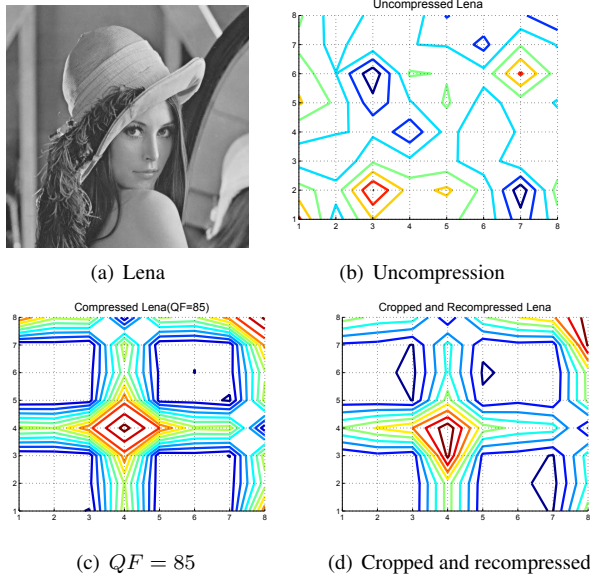 Uncompressed Lena
8
7
6
5
4
3
2
1
1 2 3 4 5 6 7 8
(a) Lena
(b) Uncompression
Compressed Lena(QF=85)
8
7
6
5
4
3
2
1
1 2 3 4 5 6 7 8
Cropped and Recompressed Lena
8
7
6
5
4
3
2
1
1 2 3 4 5 6 7 8
(c) QF = 85
(d) Cropped and recompressed